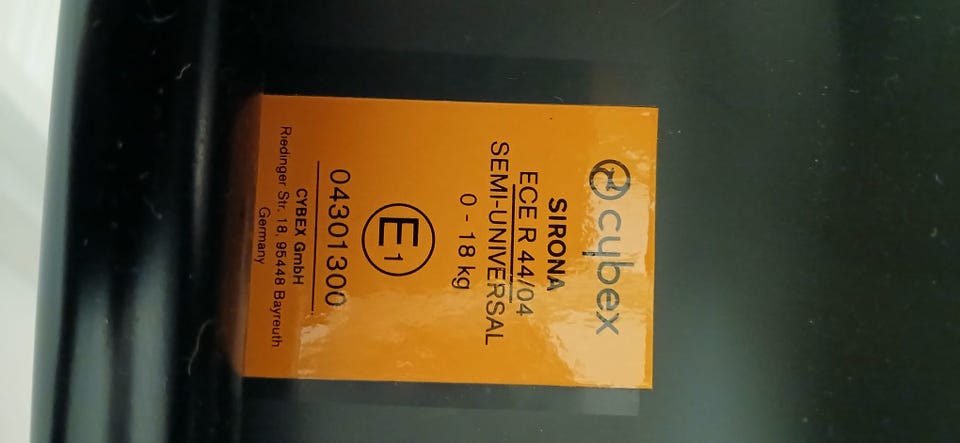 cybex
SIRONA
ECE R 44/04
SEMI-UNIVERSAL
0 - 18 kg
E1
04301300
CYBEX GmbH
Riedinger Str. 18, 95448 Bayreuth
Germany